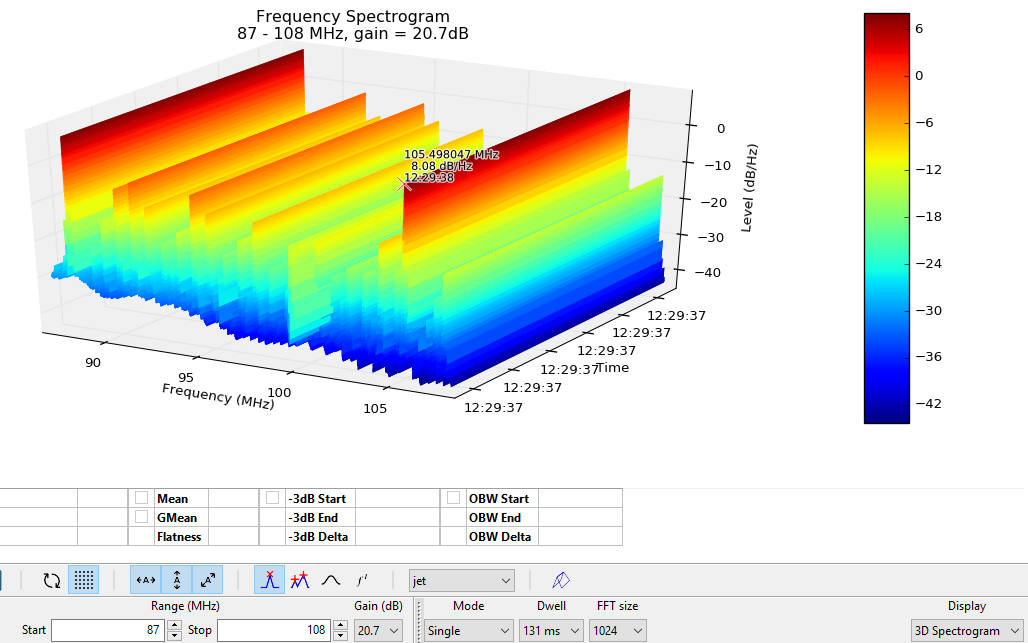 Frequency Spectrogram
87 - 108 MHz, gain = 20.7dB
105.498047 MHz
8.08 dB/Hz
12:29:38
0
−10
−20
−30
−40
Level (dB/Hz)
90
95
100
105
Frequency (MHz)
12:29:37
12:29:37
12:29:37
12:29:37
12:29:37
Time
6
0
−6
−12
−18
−24
−30
−36
−42
Mean -3dB Start OBW Start
GMean -3dB End OBW End
Flatness -3dB Delta OBW Delta
A A A f' jet
Range (MHz) Gain (dB) Mode Dwell FFT size Display
Start 87 Stop 108 20.7 Single 131 ms 1024 3D Spectrogram